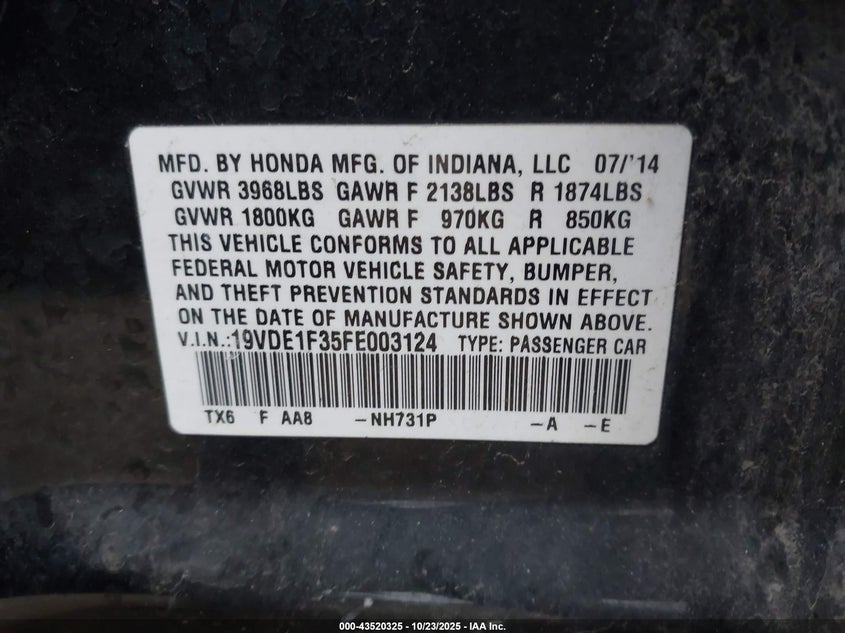 MFD. BY HONDA MFG. OF INDIANA, LLC 07/'14
GVWR 3968LBS GAWR F 2138LBS R 1874LBS
GVWR 1800KG GAWR F 970KG R 850KG
THIS VEHICLE CONFORMS TO ALL APPLICABLE
FEDERAL MOTOR VEHICLE SAFETY, BUMPER,
AND THEFT PREVENTION STANDARDS IN EFFECT
ON THE DATE OF MANUFACTURE SHOWN ABOVE.
V.I.N.:19VDE1F35FE003124 TYPE: PASSENGER CAR
TX6 F AA8 -NH731P -A -E
000-43520325 - 10/23/2025 - IAA Inc.